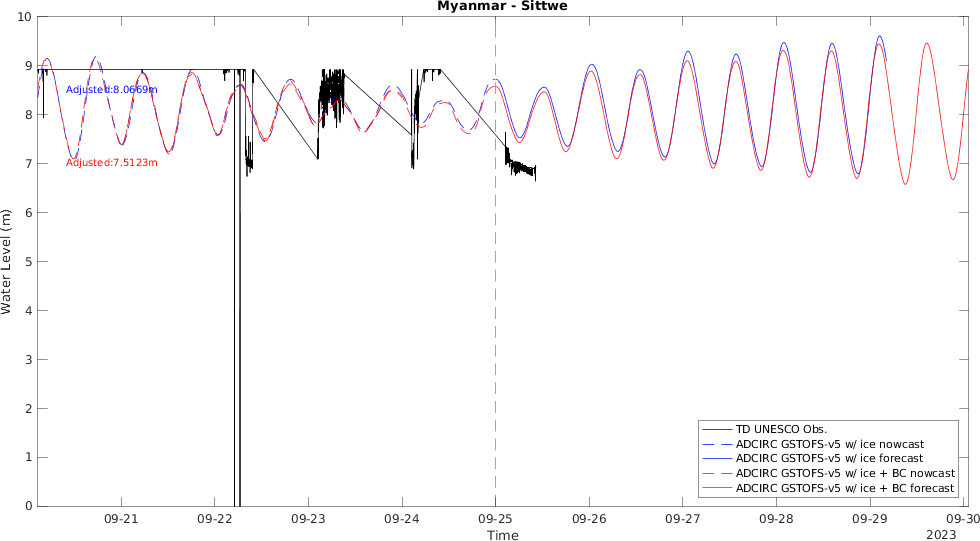 Myanmar - Sittwe
10
9
8
7
6
5
4
3
2
1
0
Water Level (m)
Adjusted:8.0669m
Adjusted:7.5123m
TD UNESCO Obs.
ADCIRC GSTOFS-v5 w/ ice nowcast
ADCIRC GSTOFS-v5 w/ ice forecast
ADCIRC GSTOFS-v5 w/ ice + BC nowcast
ADCIRC GSTOFS-v5 w/ ice + BC forecast
09-21 09-22 09-23 09-24 09-25 09-26 09-27 09-28 09-29 09-30
Time
2023